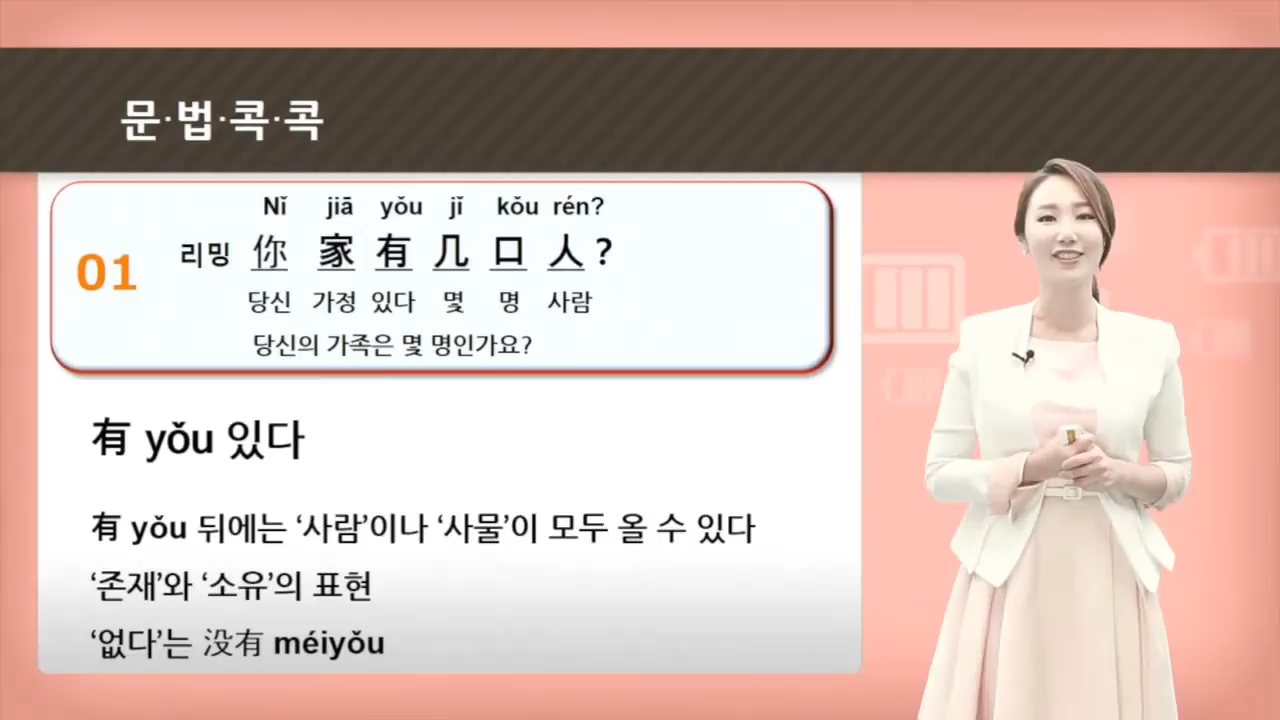 문·법·콕·콕
Nǐ jiā yǒu jǐ kǒu rén?
01 리밍 你 家 有 几 口 人 ?
당신 가정 있다 몇 명 사람
당신의 가족은 몇 명인가요?
有 yǒu 있다
有 yǒu 뒤에는 ‘사람’이나 ‘사물’이 모두 올 수 있다
‘존재’와 ‘소유’의 표현
‘없다’는 没有 méiyǒu